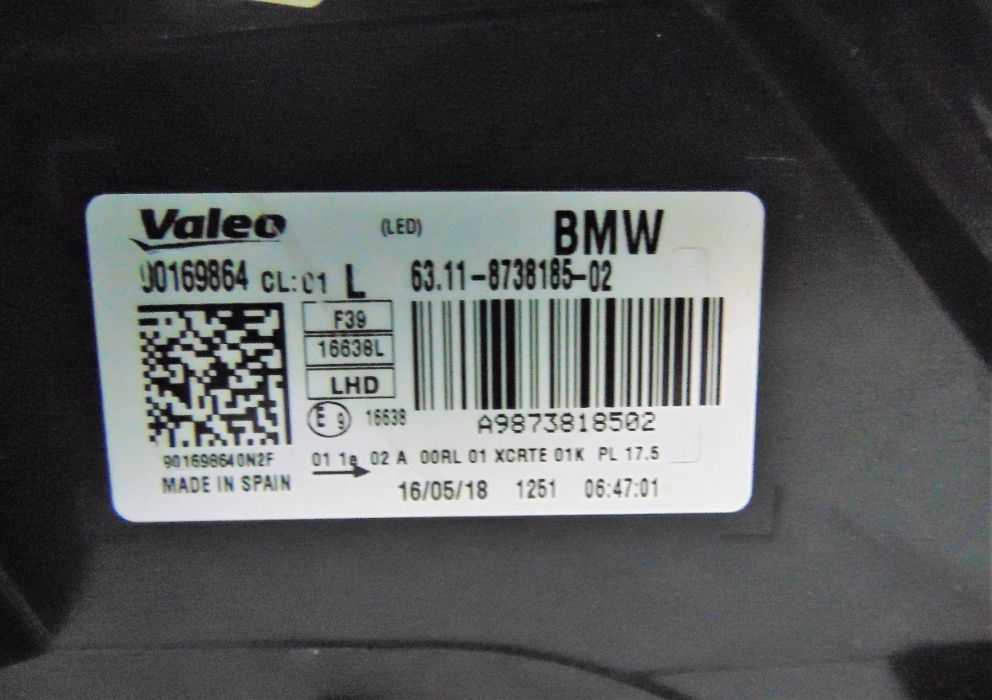 Valeo (LED) BMW
90169864 CL:01 L 63.11-8738185-02
F39
16638L
LHD
E 9 16638 A9873818502
901698640N2F 01 1a 02 A 00RL 01 XCRTE 01K PL 17.5
MADE IN SPAIN 16/05/18 1251 06:47:01